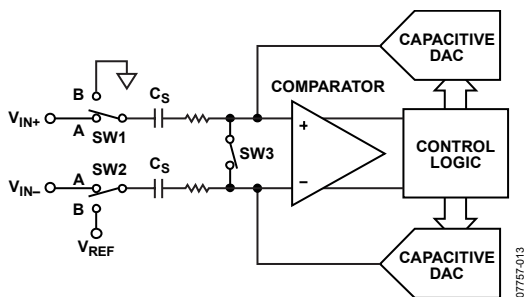 CAPACITIVE
DAC
COMPARATOR
B
CS
VIN+
A
SW1
+
SW3
CONTROL
LOGIC
SW2
CS
VIN–
A
B
–
VREF
CAPACITIVE
DAC
07757-013